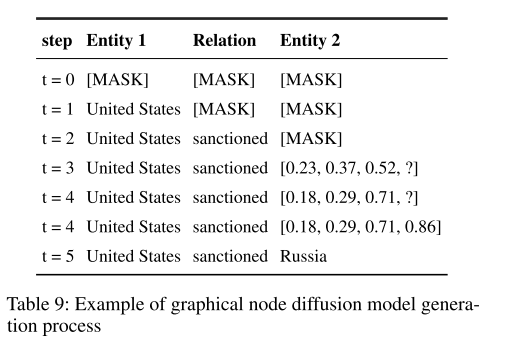 step Entity 1 Relation Entity 2
t = 0 [MASK] [MASK] [MASK]
t = 1 United States [MASK] [MASK]
t = 2 United States sanctioned [MASK]
t = 3 United States sanctioned [0.23, 0.37, 0.52, ?]
t = 4 United States sanctioned [0.18, 0.29, 0.71, ?]
t = 4 United States sanctioned [0.18, 0.29, 0.71, 0.86]
t = 5 United States sanctioned Russia
Table 9: Example of graphical node diffusion model genera-
tion process